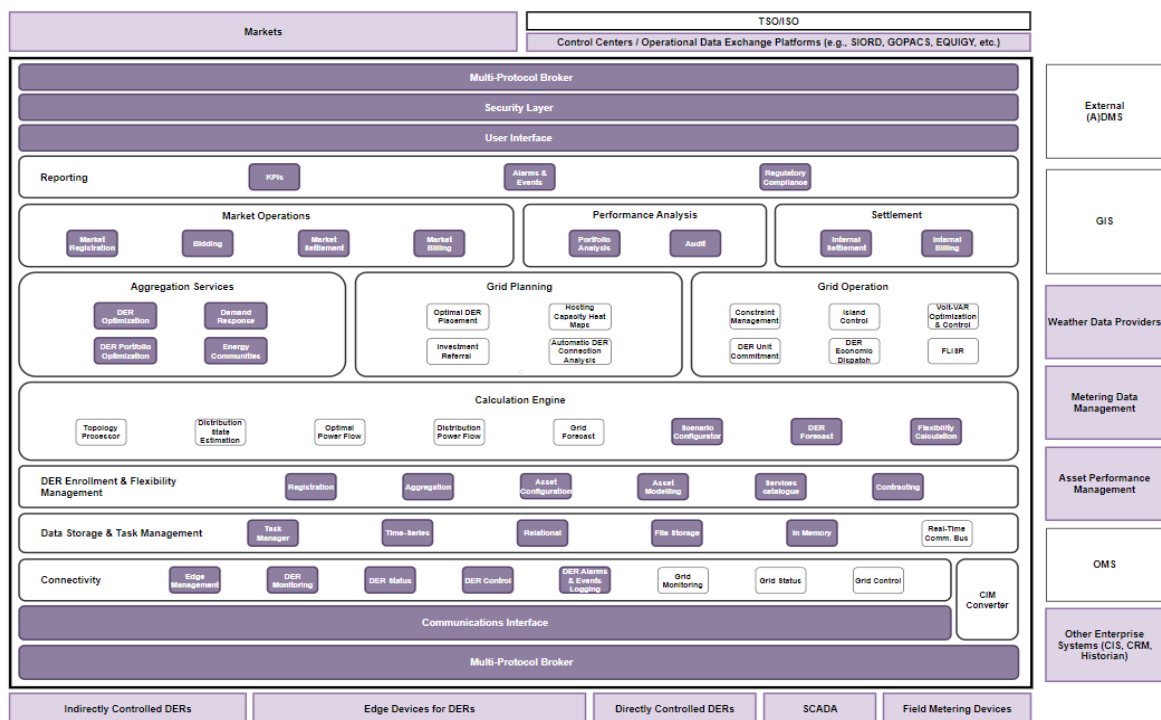 Markets
TSO/ISO
Control Centers / Operational Data Exchange Platforms (e.g., SIORD, GOPACS, EQUIGY, etc.)
Multi-Protocol Broker
Security Layer
User Interface
Reporting
KPIs
Alarms &
Events
Regulatory
Compliance
Market Operations
Market
Registration
Bidding
Market
Settlement
Market
Billing
Performance Analysis
Portfolio
Analysis
Audit
Settlement
Internal
Settlement
Internal
Billing
Aggregation Services
DER
Optimization
Demand
Response
DER Portfolio
Optimization
Energy
Communities
Grid Planning
Optimal DER
Placement
Hosting
Capacity Heat
Maps
Investment
Referral
Automatic DER
Connection
Analysis
Grid Operation
Constraint
Management
Island
Control
Volt-VAR
Optimization
& Control
DER Unit
Commitment
DER
Economic
Dispatch
FLISR
Calculation Engine
Topology
Processor
Distribution
State
Estimation
Optimal
Power Flow
Distribution
Power Flow
Grid
Forecast
Scenario
Configurator
DER
Forecast
Flexibility
Calculation
DER Enrollment & Flexibility
Management
Registration
Aggregation
Asset
Configuration
Asset
Modelling
Services
catalogue
Contracting
Data Storage & Task Management
Task
Manager
Time-Series
Relational
File Storage
In Memory
Real-Time
Comm. Bus
Connectivity
Edge
Management
DER
Monitoring
DER Status
DER Control
DER Alarms
& Events
Logging
Grid
Monitoring
Grid Status
Grid Control
CIM
Converter
Communications Interface
Multi-Protocol Broker
External
(A)DMS
GIS
Weather Data Providers
Metering Data
Management
Asset Performance
Management
OMS
Other Enterprise
Systems (CIS, CRM,
Historian)
Indirectly Controlled DERs
Edge Devices for DERs
Directly Controlled DERs
SCADA
Field Metering Devices